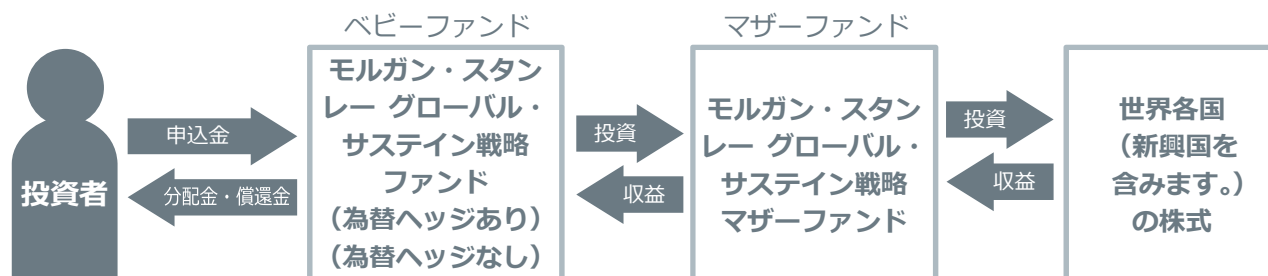 ベビーファンド
マザーファンド
投資者
申込金
分配金・償還金
モルガン・スタン
レー グローバル・
サステイン戦略
ファンド
（為替ヘッジあり）
（為替ヘッジなし）
投資
収益
モルガン・スタン
レー グローバル・
サステイン戦略
マザーファンド
投資
収益
世界各国
（新興国を
含みます。）
の株式